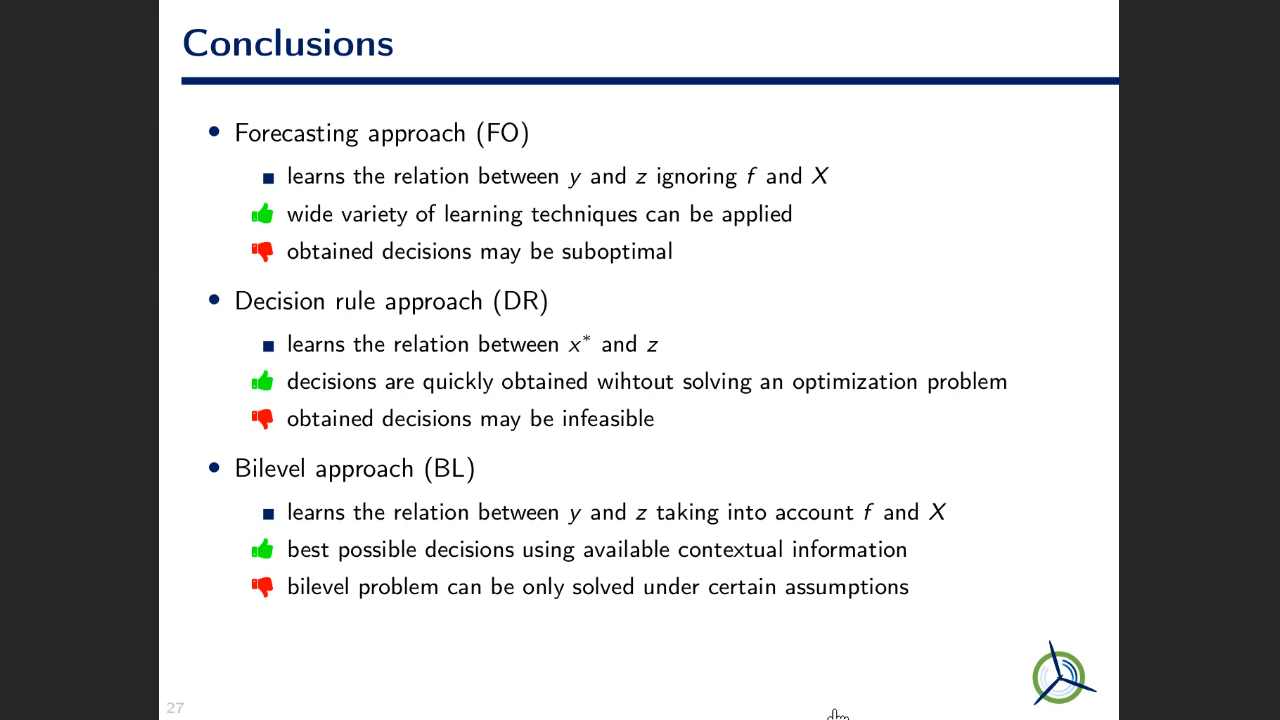 Conclusions
Forecasting approach (FO)
learns the relation between y and z ignoring f and X
wide variety of learning techniques can be applied
obtained decisions may be suboptimal
Decision rule approach (DR)
learns the relation between x* and z
decisions are quickly obtained wihtout solving an optimization problem
obtained decisions may be infeasible
Bilevel approach (BL)
learns the relation between y and z taking into account f and X
best possible decisions using available contextual information
bilevel problem can be only solved under certain assumptions
27